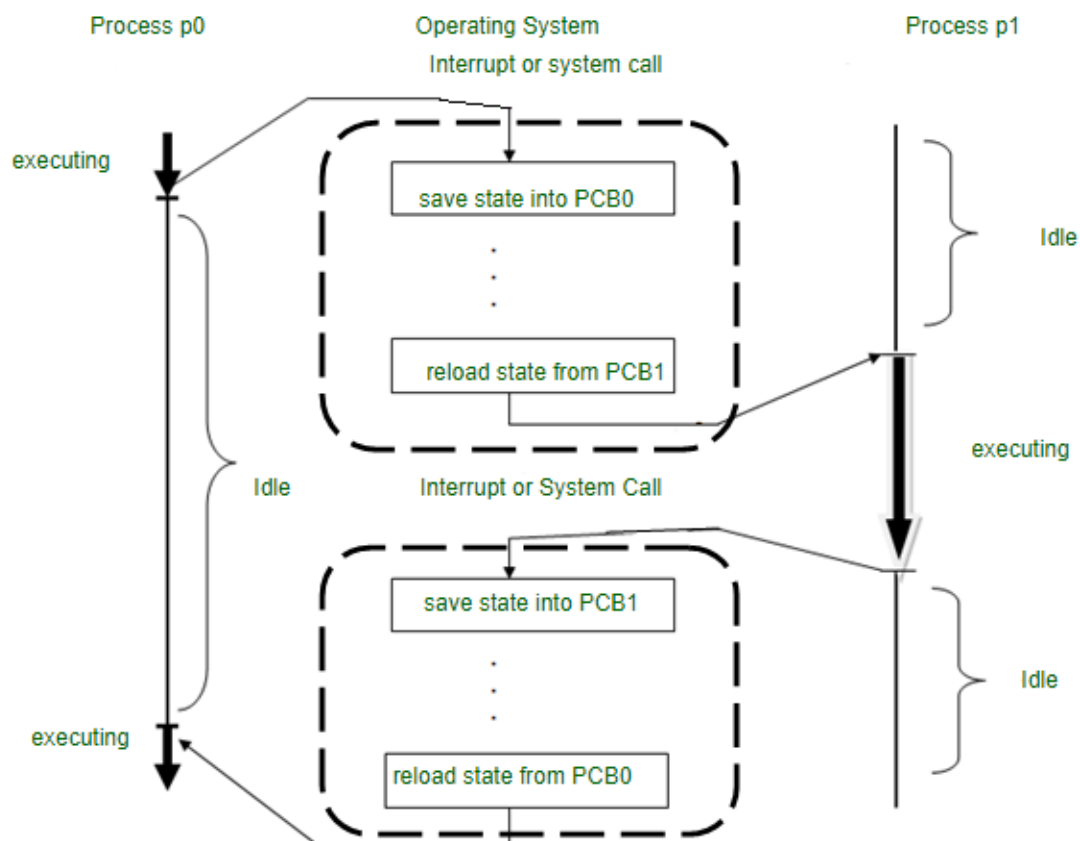 Process p0
Operating System
Process p1
Interrupt or system call
executing
save state into PCB0
.
.
.
Idle
reload state from PCB1
executing
Idle
Interrupt or System Call
save state into PCB1
.
.
.
Idle
executing
reload state from PCB0